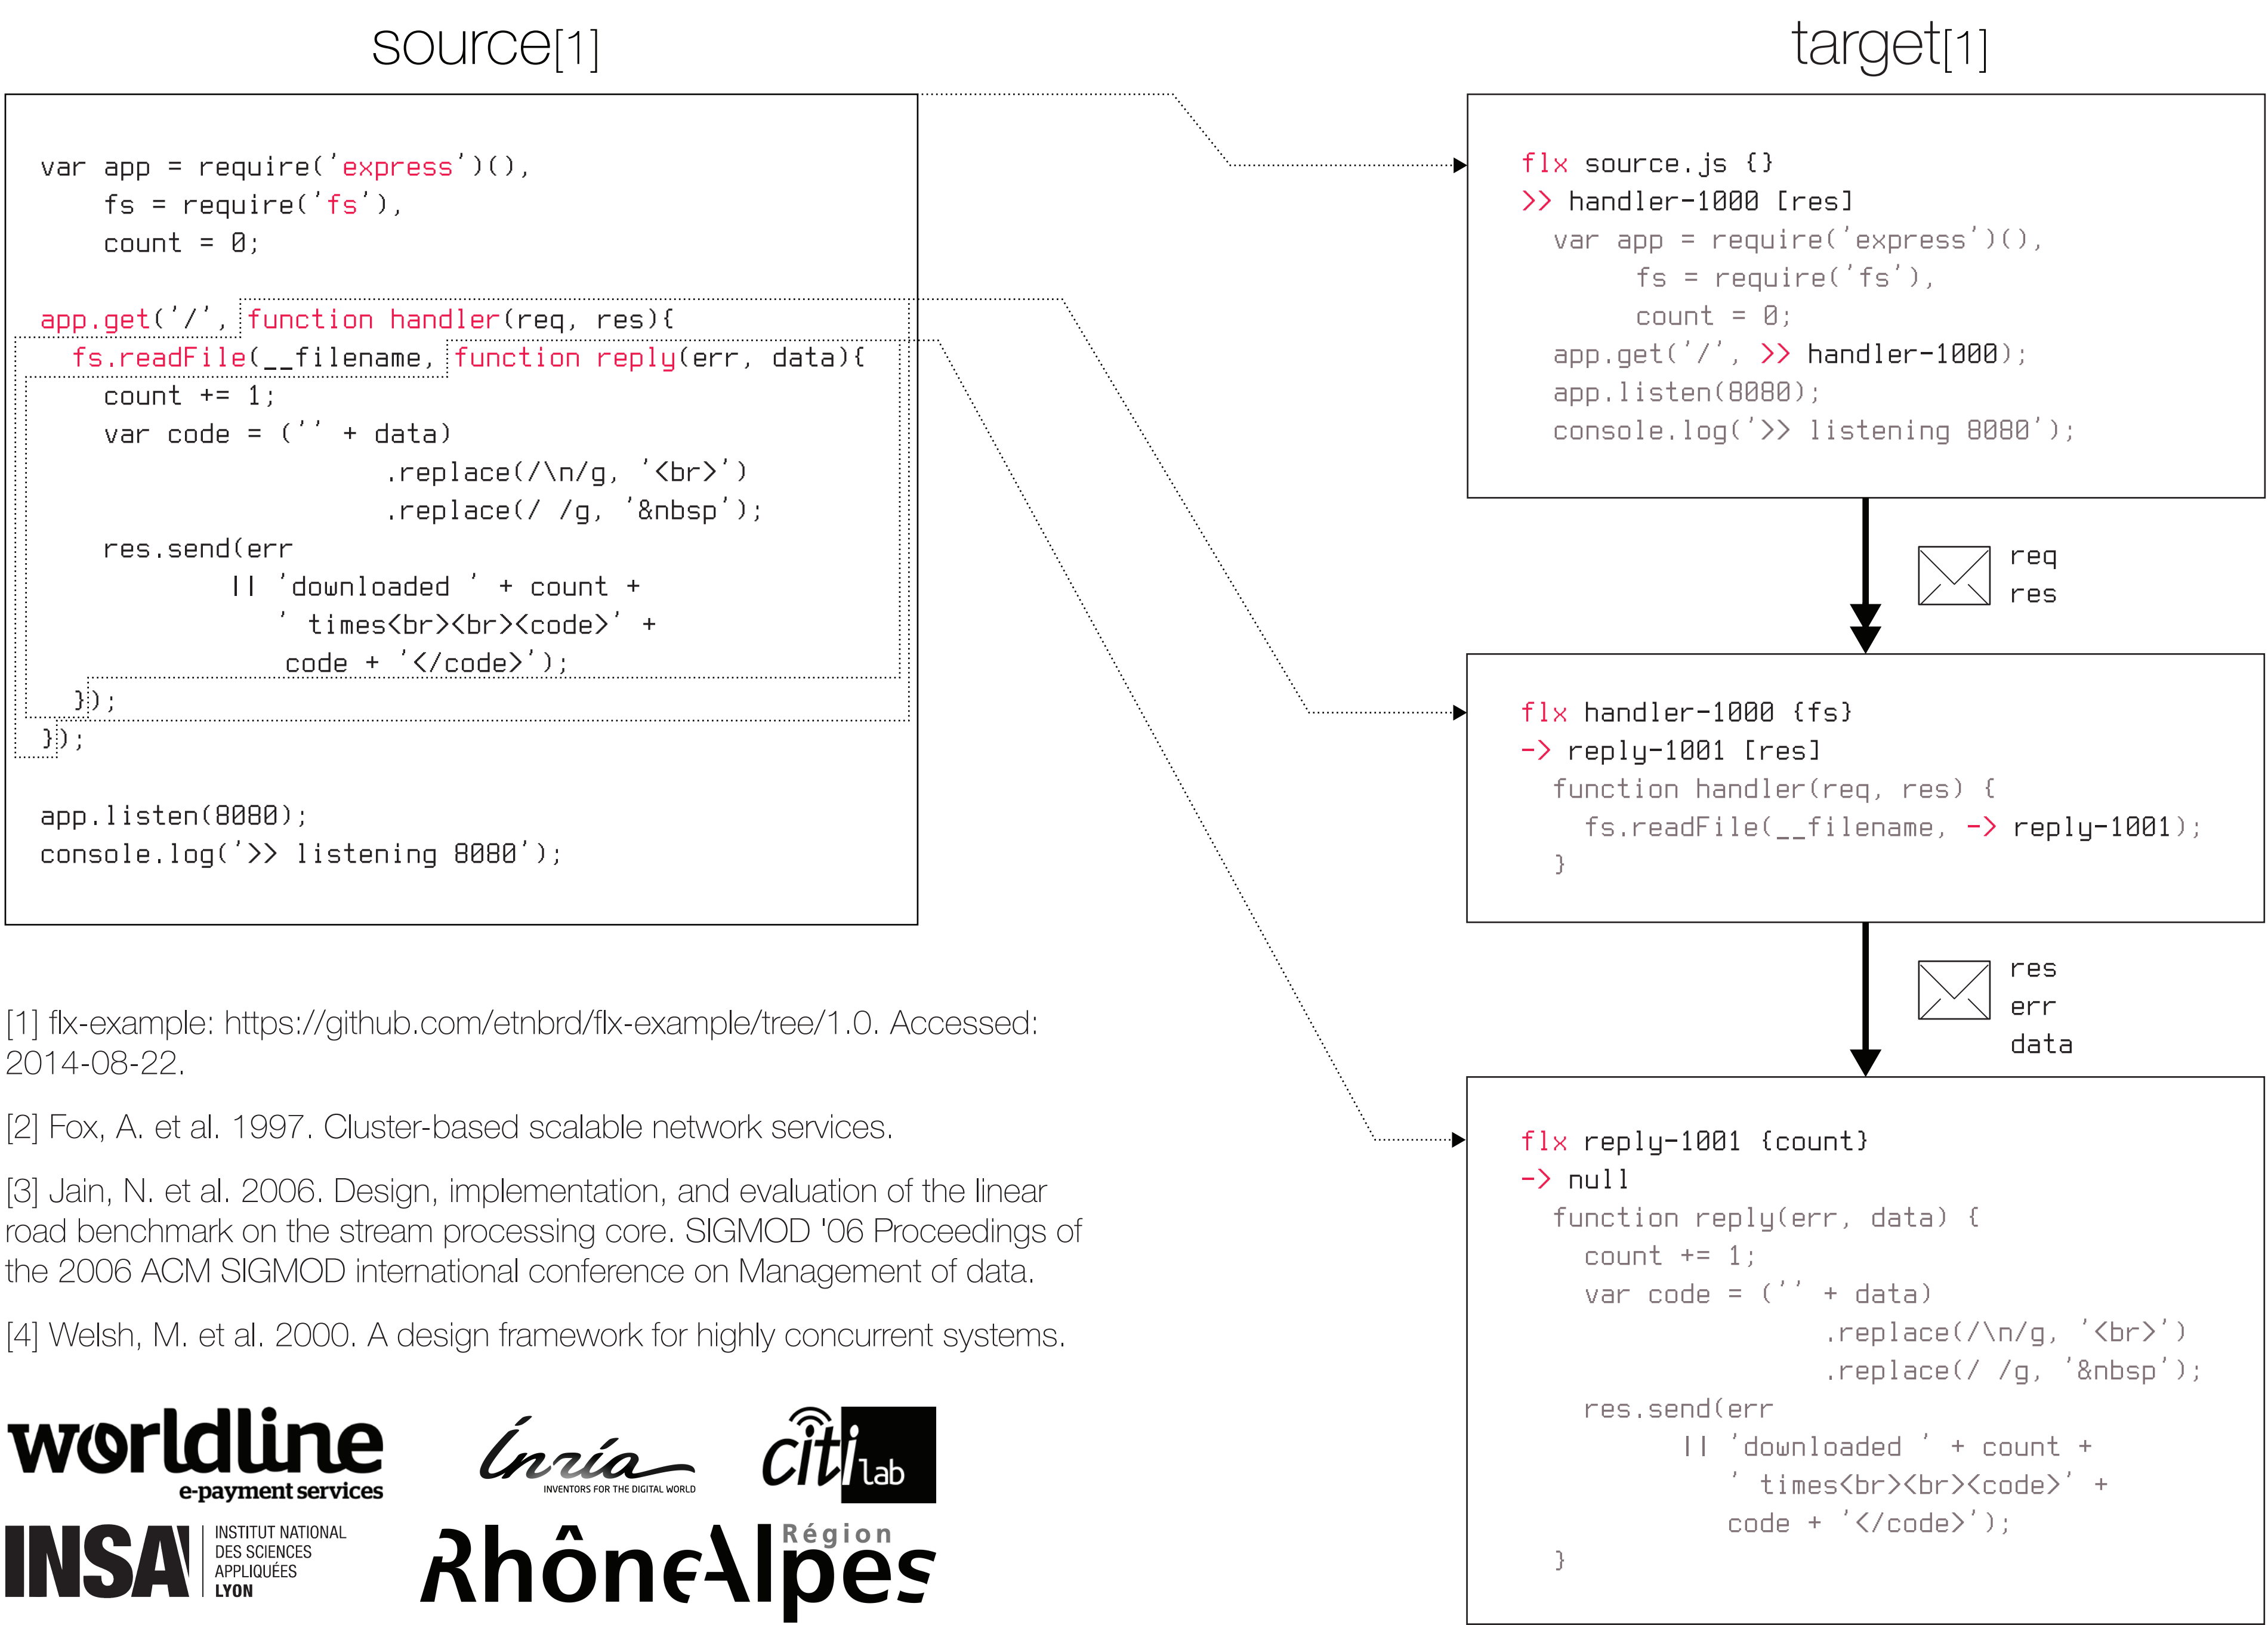 source[1]
var app = require('express')(),
fs = require('fs'),
count = 0;
app.get('/', function handler(req, res){
fs.readFile(__filename, function reply(err, data){
count += 1;
var code = ('' + data)
.replace(/\n/g, '<br>')
.replace(/ /g, '&nbsp');
res.send(err
|| 'downloaded ' + count +
' times<br><br><code>' +
code + '</code>');
});
});
app.listen(8080);
console.log('>> listening 8080');
[1] flx-example: https://github.com/etnbrd/flx-example/tree/1.0. Accessed:
2014-08-22.
[2] Fox, A. et al. 1997. Cluster-based scalable network services.
[3] Jain, N. et al. 2006. Design, implementation, and evaluation of the linear
road benchmark on the stream processing core. SIGMOD '06 Proceedings of
the 2006 ACM SIGMOD international conference on Management of data.
[4] Welsh, M. et al. 2000. A design framework for highly concurrent systems.
worldline
e-payment services
Inria
INVENTORS FOR THE DIGITAL WORLD
citi lab
INSA
INSTITUT NATIONAL
DES SCIENCES
APPLIQUÉES
LYON
RhôneAlpes
Région
target[1]
flx source.js {}
>> handler-1000 [res]
var app = require('express')(),
fs = require('fs'),
count = 0;
app.get('/', >> handler-1000);
app.listen(8080);
console.log('>> listening 8080');
req
res
flx handler-1000 {fs}
-> reply-1001 [res]
function handler(req, res) {
fs.readFile(__filename, -> reply-1001);
}
res
err
data
flx reply-1001 {count}
-> null
function reply(err, data) {
count += 1;
var code = ('' + data)
.replace(/\n/g, '<br>')
.replace(/ /g, '&nbsp');
res.send(err
|| 'downloaded ' + count +
' times<br><br><code>' +
code + '</code>');
}